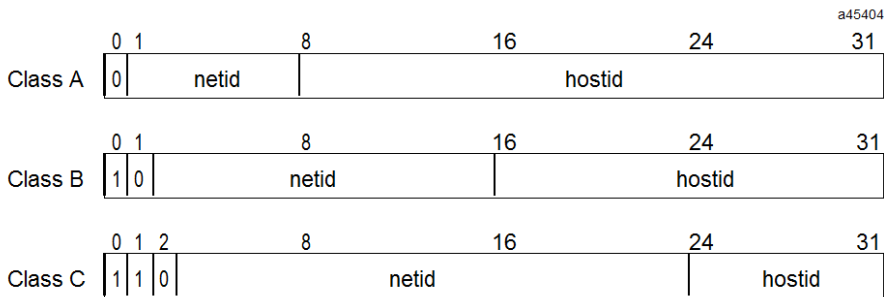 a45404
0 1 8 16 24 31
Class A 0 netid hostid
0 1 8 16 24 31
Class B 1 0 netid hostid
0 1 2 8 16 24 31
Class C 1 1 0 netid hostid